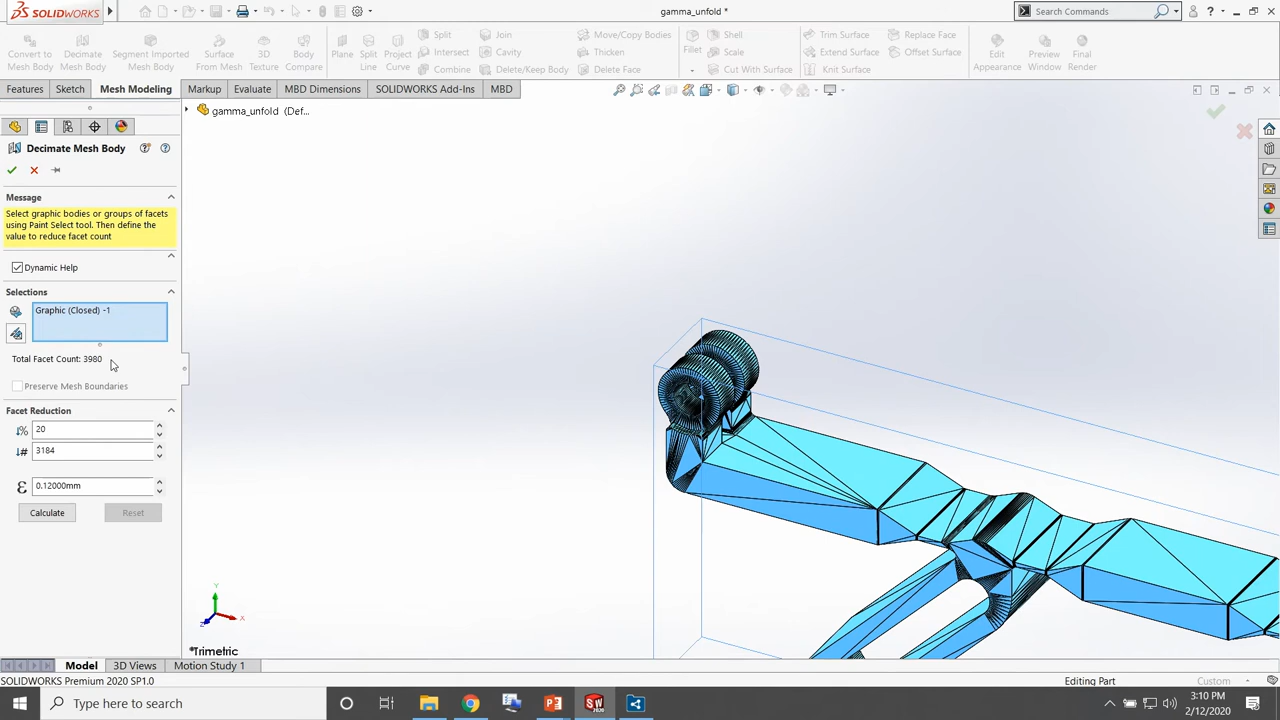 SOLIDWORKS
gamma_unfold *
Search Commands
Convert to Mesh Body
Decimate Mesh Body
Segment Imported Mesh Body
Surface From Mesh
3D Texture
Body Compare
Plane
Split Line
Project Curve
Split
Intersect
Combine
Join
Cavity
Delete/Keep Body
Move/Copy Bodies
Thicken
Delete Face
Fillet
Shell
Scale
Cut With Surface
Trim Surface
Extend Surface
Knit Surface
Replace Face
Offset Surface
Edit Appearance
Preview Window
Final Render
Features
Sketch
Mesh Modeling
Markup
Evaluate
MBD Dimensions
SOLIDWORKS Add-Ins
MBD
gamma_unfold (Def...
Decimate Mesh Body
Message
Select graphic bodies or groups of facets
using Paint Select tool. Then define the
value to reduce facet count
Dynamic Help
Selections
Graphic (Closed) -1
Total Facet Count: 3980
Preserve Mesh Boundaries
Facet Reduction
% 20
# 3184
ε 0.12000mm
Calculate
Reset
Y
X
Z
*Trimetric
Model
3D Views
Motion Study 1
SOLIDWORKS Premium 2020 SP1.0
Editing Part
Custom
Type here to search
3:10 PM
2/12/2020